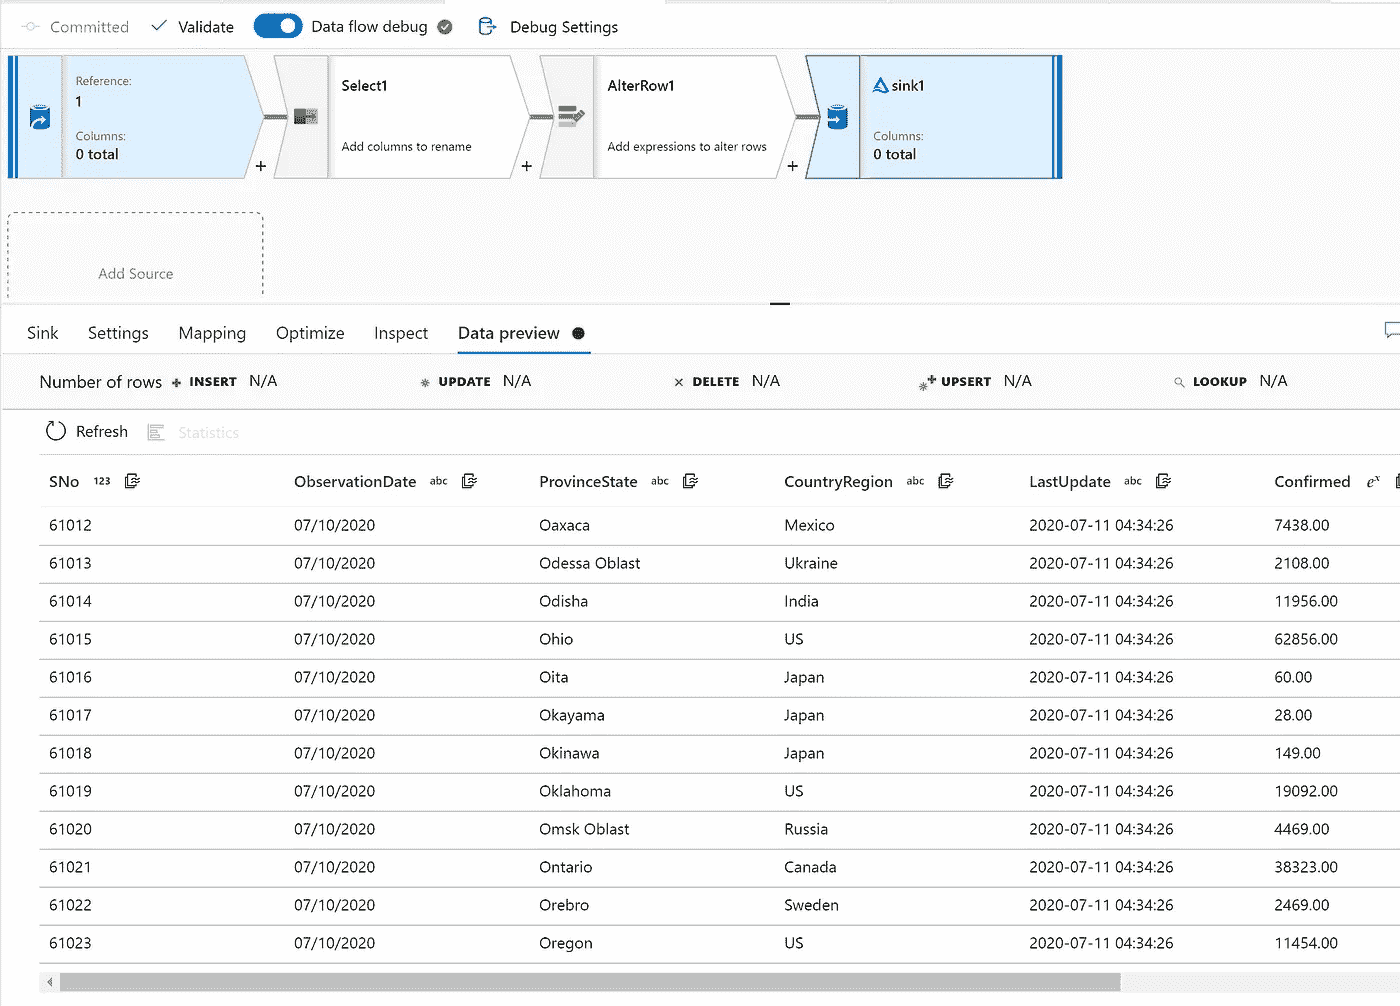 Committed Validate Data flow debug Debug Settings
Reference:
1
Columns:
0 total
Select1
Add columns to rename
AlterRow1
Add expressions to alter rows
sink1
Columns:
0 total
+ + +
Add Source
Sink Settings Mapping Optimize Inspect Data preview
Number of rows + INSERT N/A UPDATE N/A DELETE N/A UPSERT N/A LOOKUP N/A
Refresh Statistics
SNo 123 ObservationDate abc ProvinceState abc CountryRegion abc LastUpdate abc Confirmed eˣ
61012 07/10/2020 Oaxaca Mexico 2020-07-11 04:34:26 7438.00
61013 07/10/2020 Odessa Oblast Ukraine 2020-07-11 04:34:26 2108.00
61014 07/10/2020 Odisha India 2020-07-11 04:34:26 11956.00
61015 07/10/2020 Ohio US 2020-07-11 04:34:26 62856.00
61016 07/10/2020 Oita Japan 2020-07-11 04:34:26 60.00
61017 07/10/2020 Okayama Japan 2020-07-11 04:34:26 28.00
61018 07/10/2020 Okinawa Japan 2020-07-11 04:34:26 149.00
61019 07/10/2020 Oklahoma US 2020-07-11 04:34:26 19092.00
61020 07/10/2020 Omsk Oblast Russia 2020-07-11 04:34:26 4469.00
61021 07/10/2020 Ontario Canada 2020-07-11 04:34:26 38323.00
61022 07/10/2020 Orebro Sweden 2020-07-11 04:34:26 2469.00
61023 07/10/2020 Oregon US 2020-07-11 04:34:26 11454.00